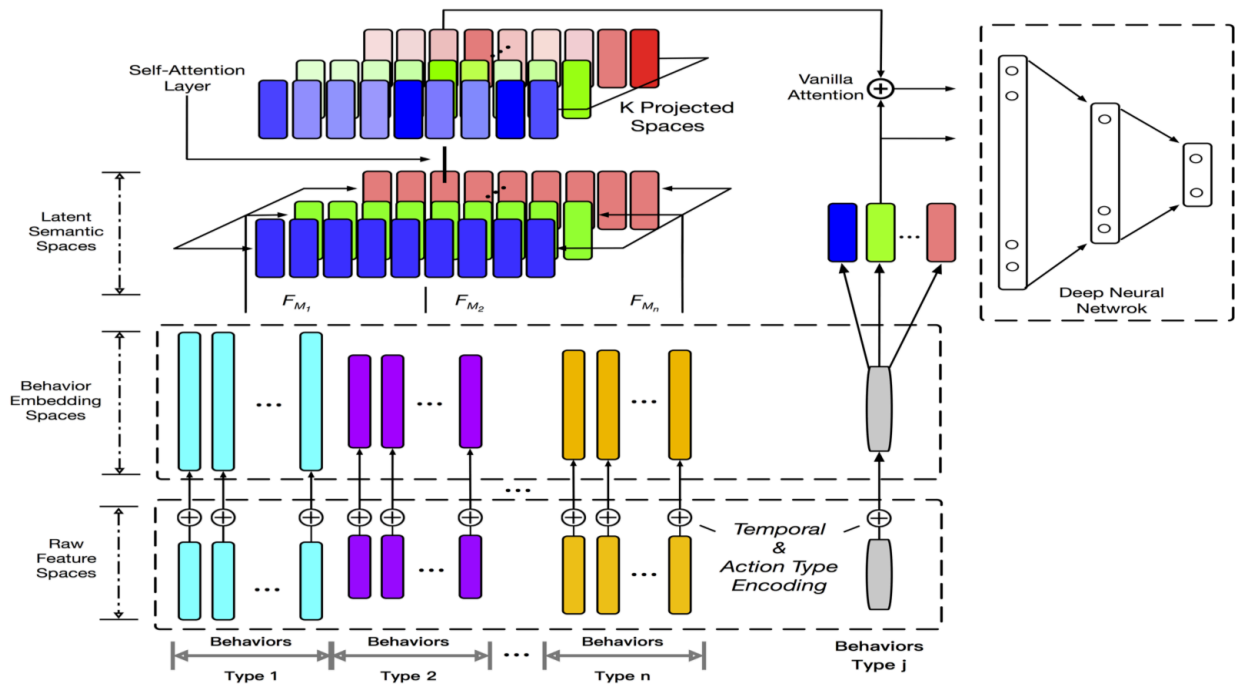 Self-Attention
Layer
K Projected
Spaces
Vanilla
Attention
Latent
Semantic
Spaces
F_{M_1}
F_{M_2}
F_{M_n}
Deep Neural
Netwrok
Behavior
Embedding
Spaces
Raw
Feature
Spaces
Temporal
&
Action Type
Encoding
Behaviors
Type 1
Behaviors
Type 2
Behaviors
Type n
Behaviors
Type j